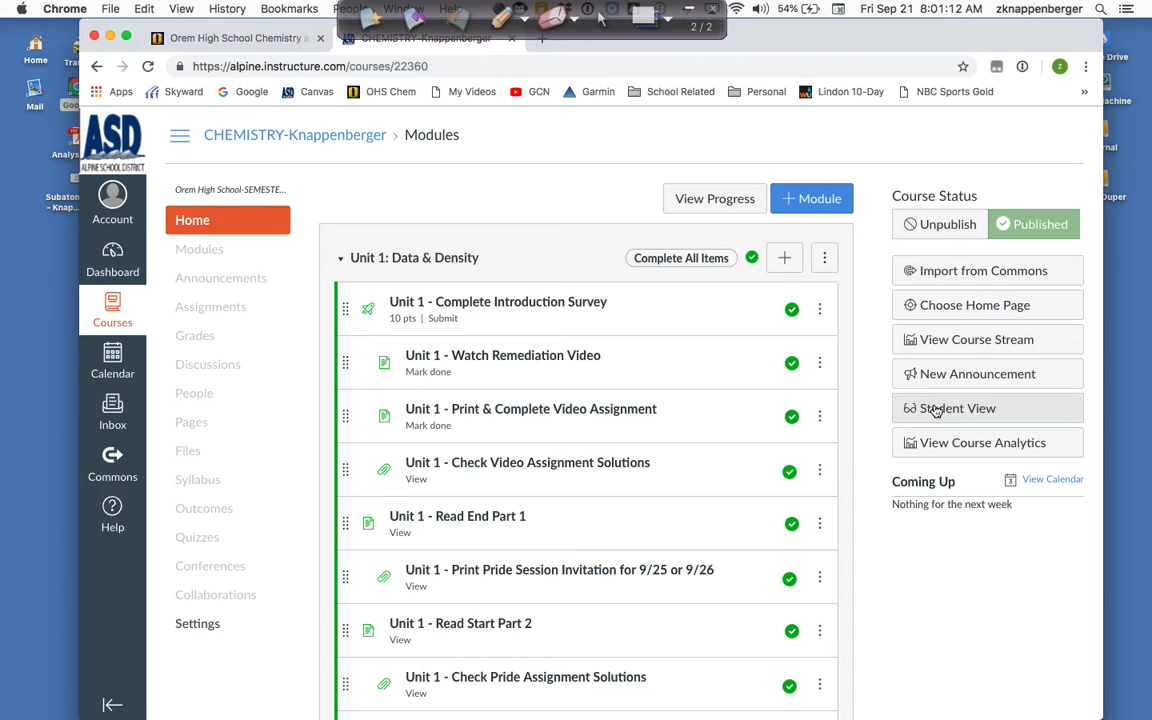 Chrome File Edit View History Bookmarks People Window Help 54% Fri Sep 21 8:01:12 AM zknappenberger
2 / 2
Orem High School Chemistry a
CHEMISTRY-Knappenberger
https://alpine.instructure.com/courses/22360
Apps Skyward Google Canvas OHS Chem My Videos GCN Garmin School Related Personal Lindon 10-Day NBC Sports Gold »
Home
Mail
ASD
ALPINE SCHOOL DISTRICT
CHEMISTRY-Knappenberger › Modules
Account
Dashboard
Courses
Calendar
Inbox
Commons
Help
Orem High School-SEMESTE...
Home
Modules
Announcements
Assignments
Grades
Discussions
People
Pages
Files
Syllabus
Outcomes
Quizzes
Conferences
Collaborations
Settings
View Progress
+ Module
Unit 1: Data & Density
Complete All Items
Unit 1 - Complete Introduction Survey
10 pts | Submit
Unit 1 - Watch Remediation Video
Mark done
Unit 1 - Print & Complete Video Assignment
Mark done
Unit 1 - Check Video Assignment Solutions
View
Unit 1 - Read End Part 1
View
Unit 1 - Print Pride Session Invitation for 9/25 or 9/26
View
Unit 1 - Read Start Part 2
View
Unit 1 - Check Pride Assignment Solutions
View
Course Status
Unpublish
Published
Import from Commons
Choose Home Page
View Course Stream
New Announcement
Student View
View Course Analytics
Coming Up
View Calendar
Nothing for the next week